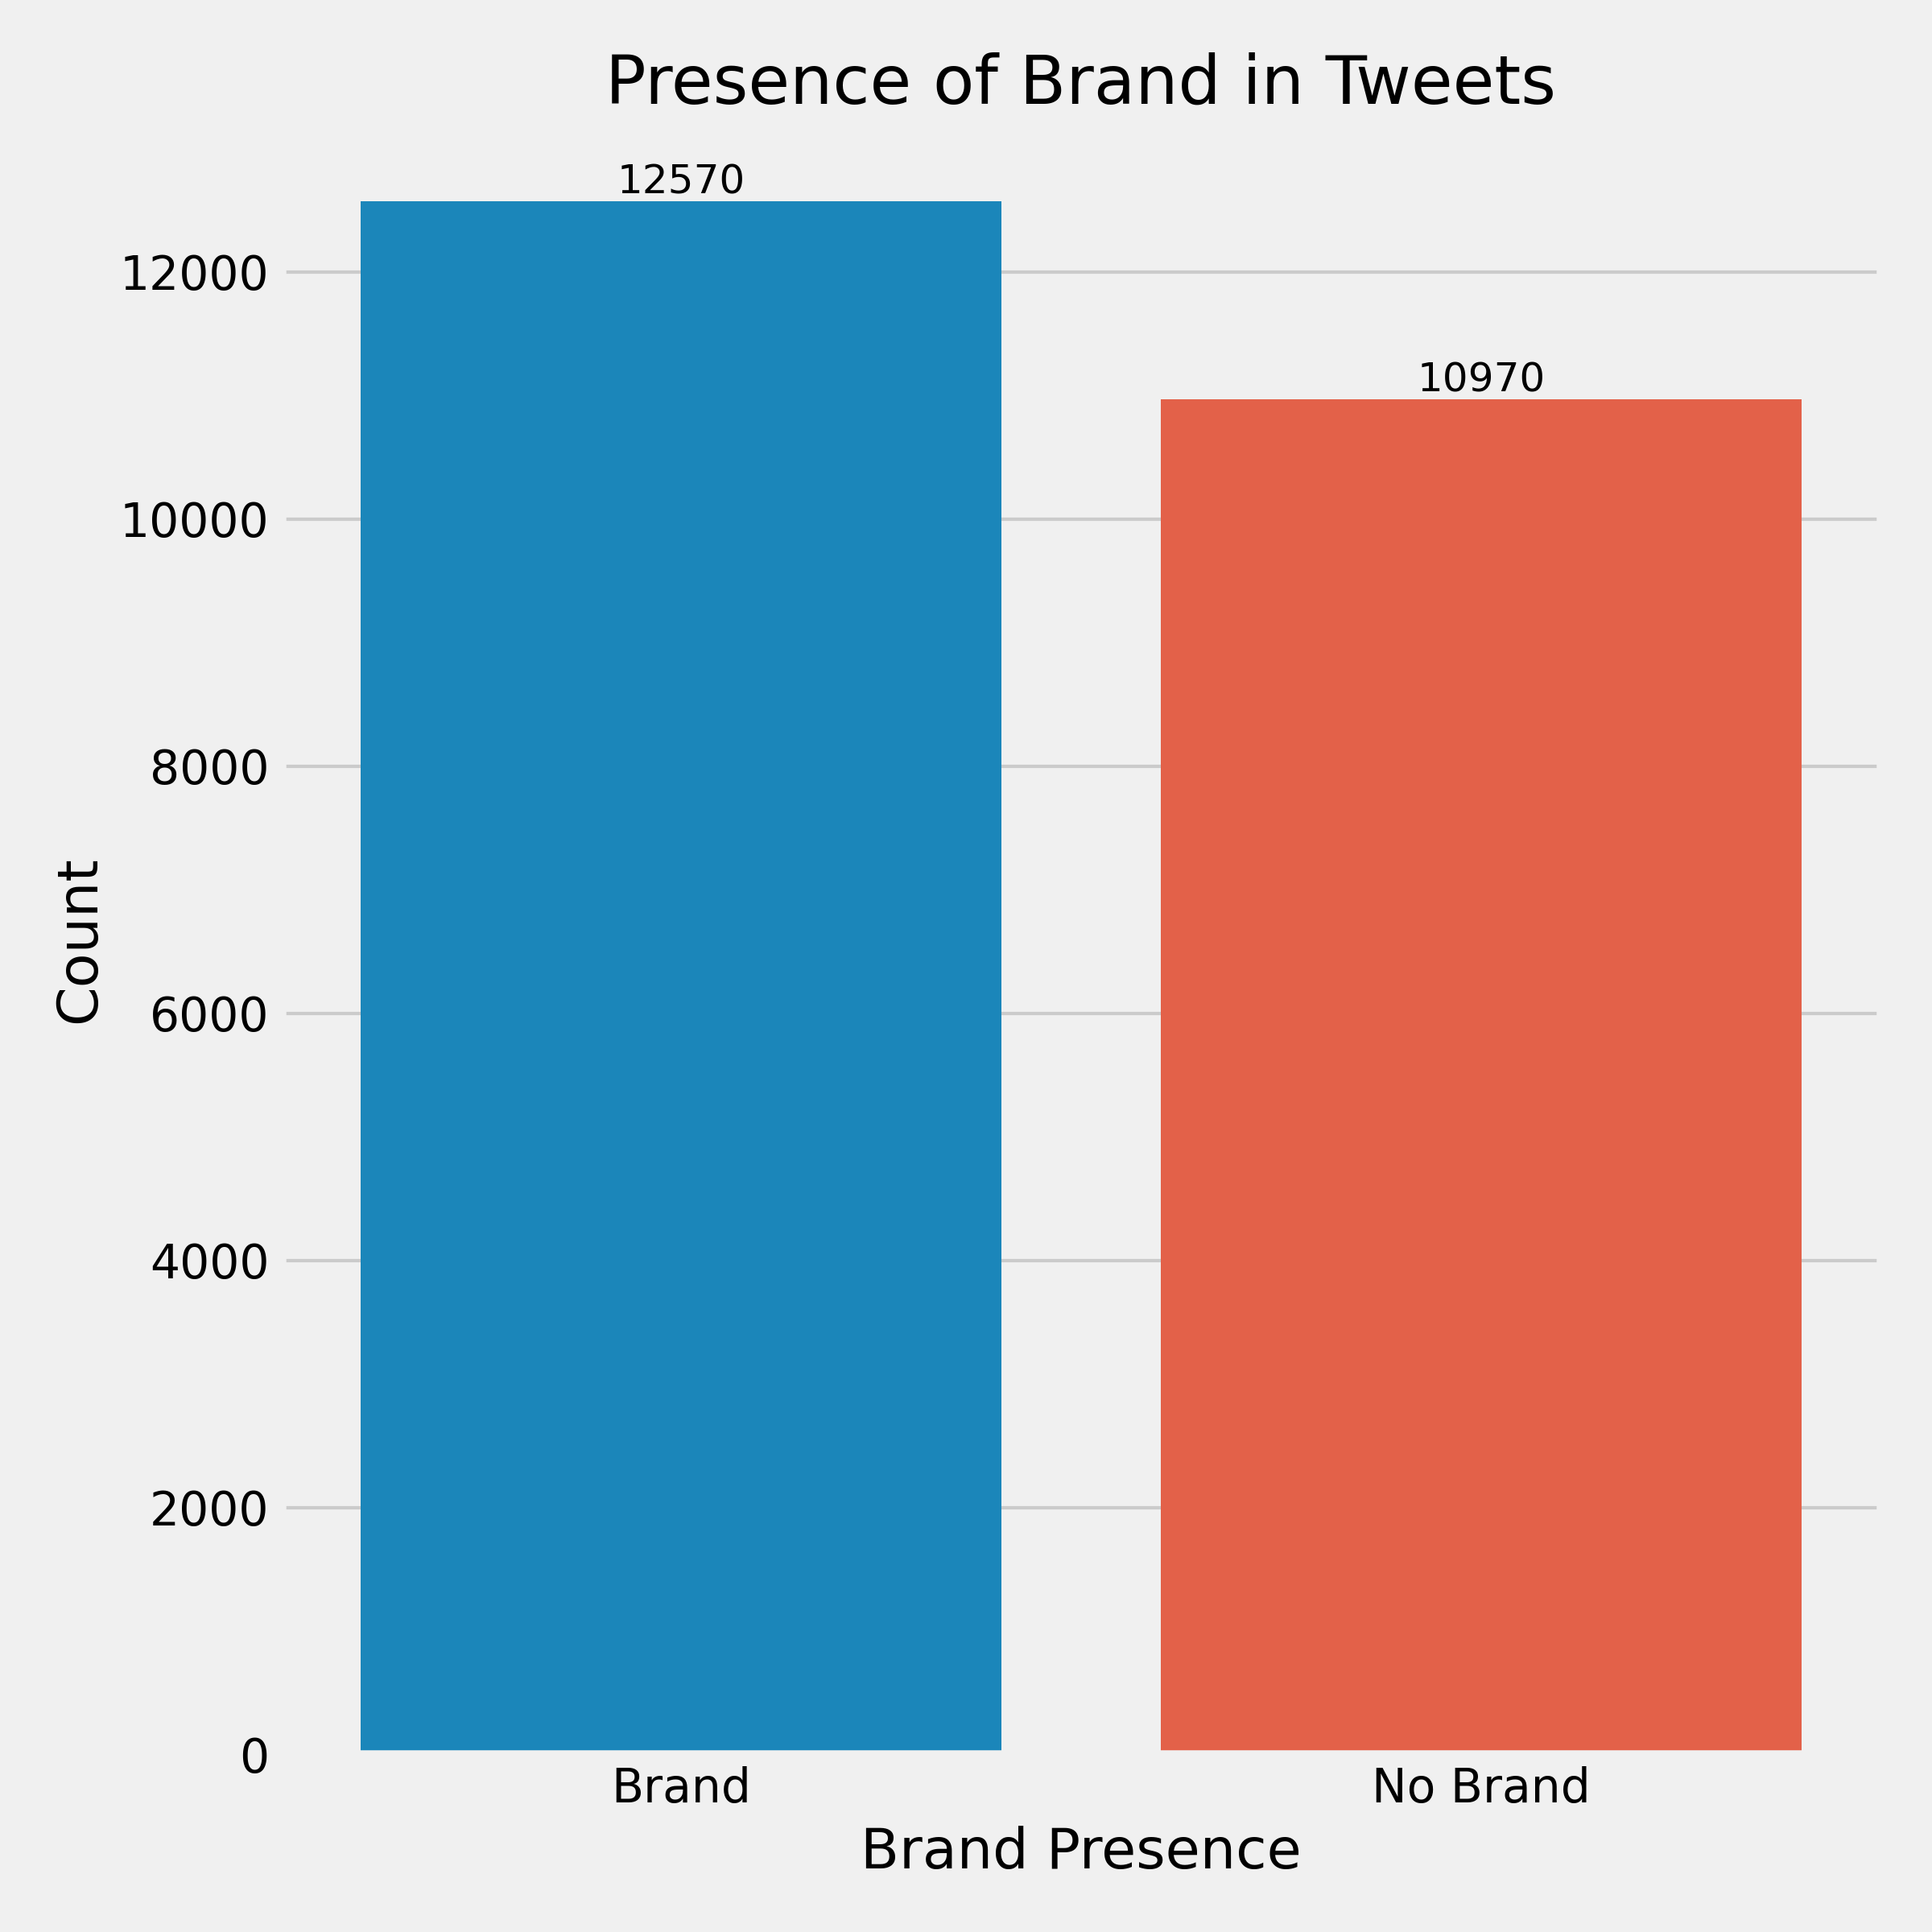 Presence of Brand in Tweets
12570
10970
12000
10000
8000
6000
4000
2000
0
Count
Brand
No Brand
Brand Presence